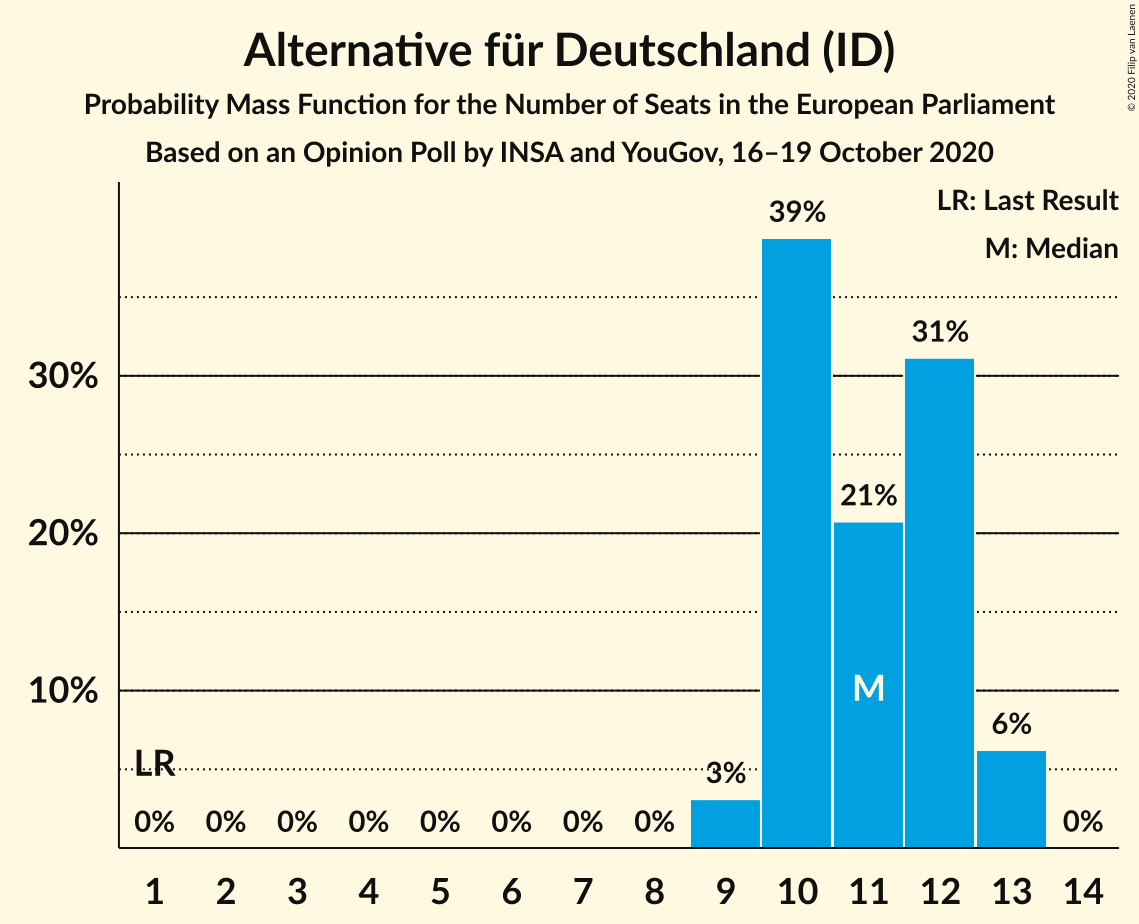 Alternative für Deutschland (ID)
Probability Mass Function for the Number of Seats in the European Parliament
Based on an Opinion Poll by INSA and YouGov, 16–19 October 2020
© 2020 Filip van Laenen
LR: Last Result
M: Median
39%
31%
30%
21%
20%
10%
M
6%
LR
3%
0% 0% 0% 0% 0% 0% 0% 0% 0%
1 2 3 4 5 6 7 8 9 10 11 12 13 14